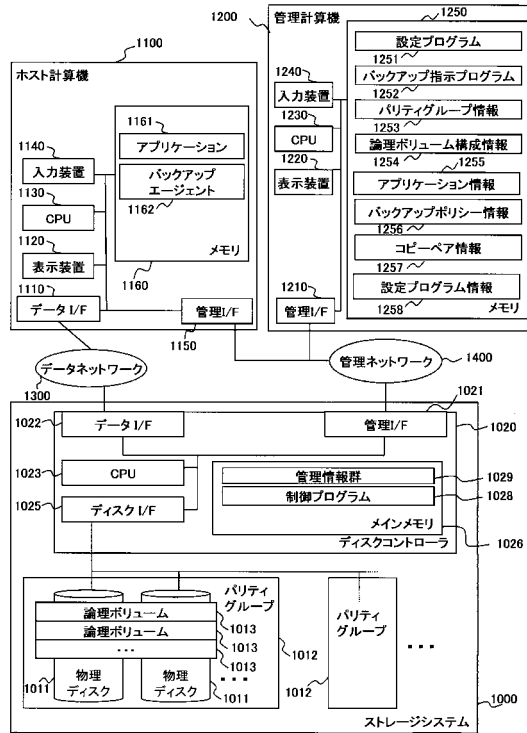 1100
ホスト計算機
1161
アプリケーション
バックアップ
エージェント
1162
メモリ
1160
1140
入力装置
1130
CPU
1120
表示装置
1110
データI/F
管理I/F
1150
1200
管理計算機
1250
設定プログラム
1251
バックアップ指示プログラム
1252
パリティグループ情報
1253
論理ボリューム構成情報
1254
1255
アプリケーション情報
バックアップポリシー情報
1256
コピーペア情報
1257
設定プログラム情報
1258
メモリ
1240
入力装置
1230
CPU
1220
表示装置
1210
管理I/F
データネットワーク
1300
管理ネットワーク
1400
1021
1022
データI/F
管理I/F
1020
1023
CPU
1025
ディスクI/F
管理情報群
1029
制御プログラム
1028
メインメモリ
1026
ディスクコントローラ
パリティ
グループ
論理ボリューム
1013
論理ボリューム
1013
...
1013
1012
物理
ディスク
1011
物理
ディスク
1011
...
パリティ
グループ
1012
...
1000
ストレージシステム